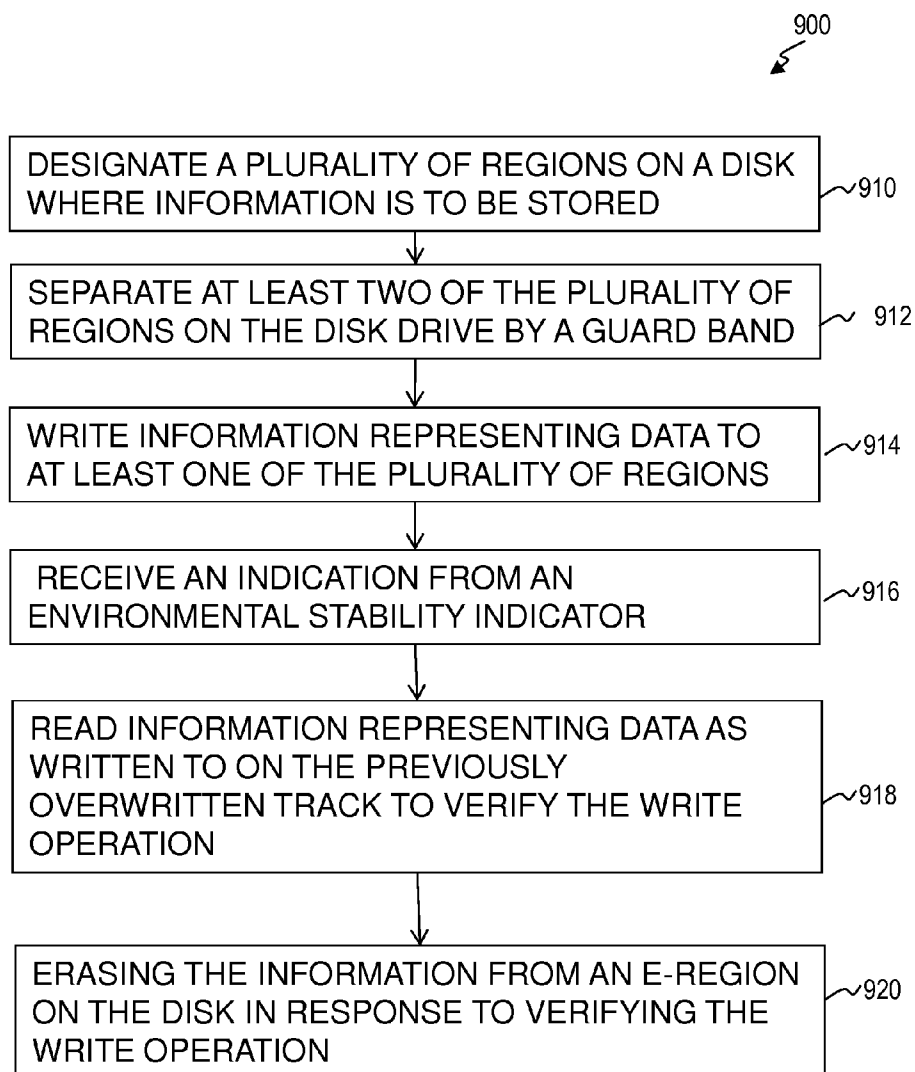 900
DESIGNATE A PLURALITY OF REGIONS ON A DISK
WHERE INFORMATION IS TO BE STORED
910
SEPARATE AT LEAST TWO OF THE PLURALITY OF
REGIONS ON THE DISK DRIVE BY A GUARD BAND
912
WRITE INFORMATION REPRESENTING DATA TO
AT LEAST ONE OF THE PLURALITY OF REGIONS
914
RECEIVE AN INDICATION FROM AN
ENVIRONMENTAL STABILITY INDICATOR
916
READ INFORMATION REPRESENTING DATA AS
WRITTEN TO ON THE PREVIOUSLY
OVERWRITTEN TRACK TO VERIFY THE WRITE
OPERATION
918
ERASING THE INFORMATION FROM AN E-REGION
ON THE DISK IN RESPONSE TO VERIFYING THE
WRITE OPERATION
920